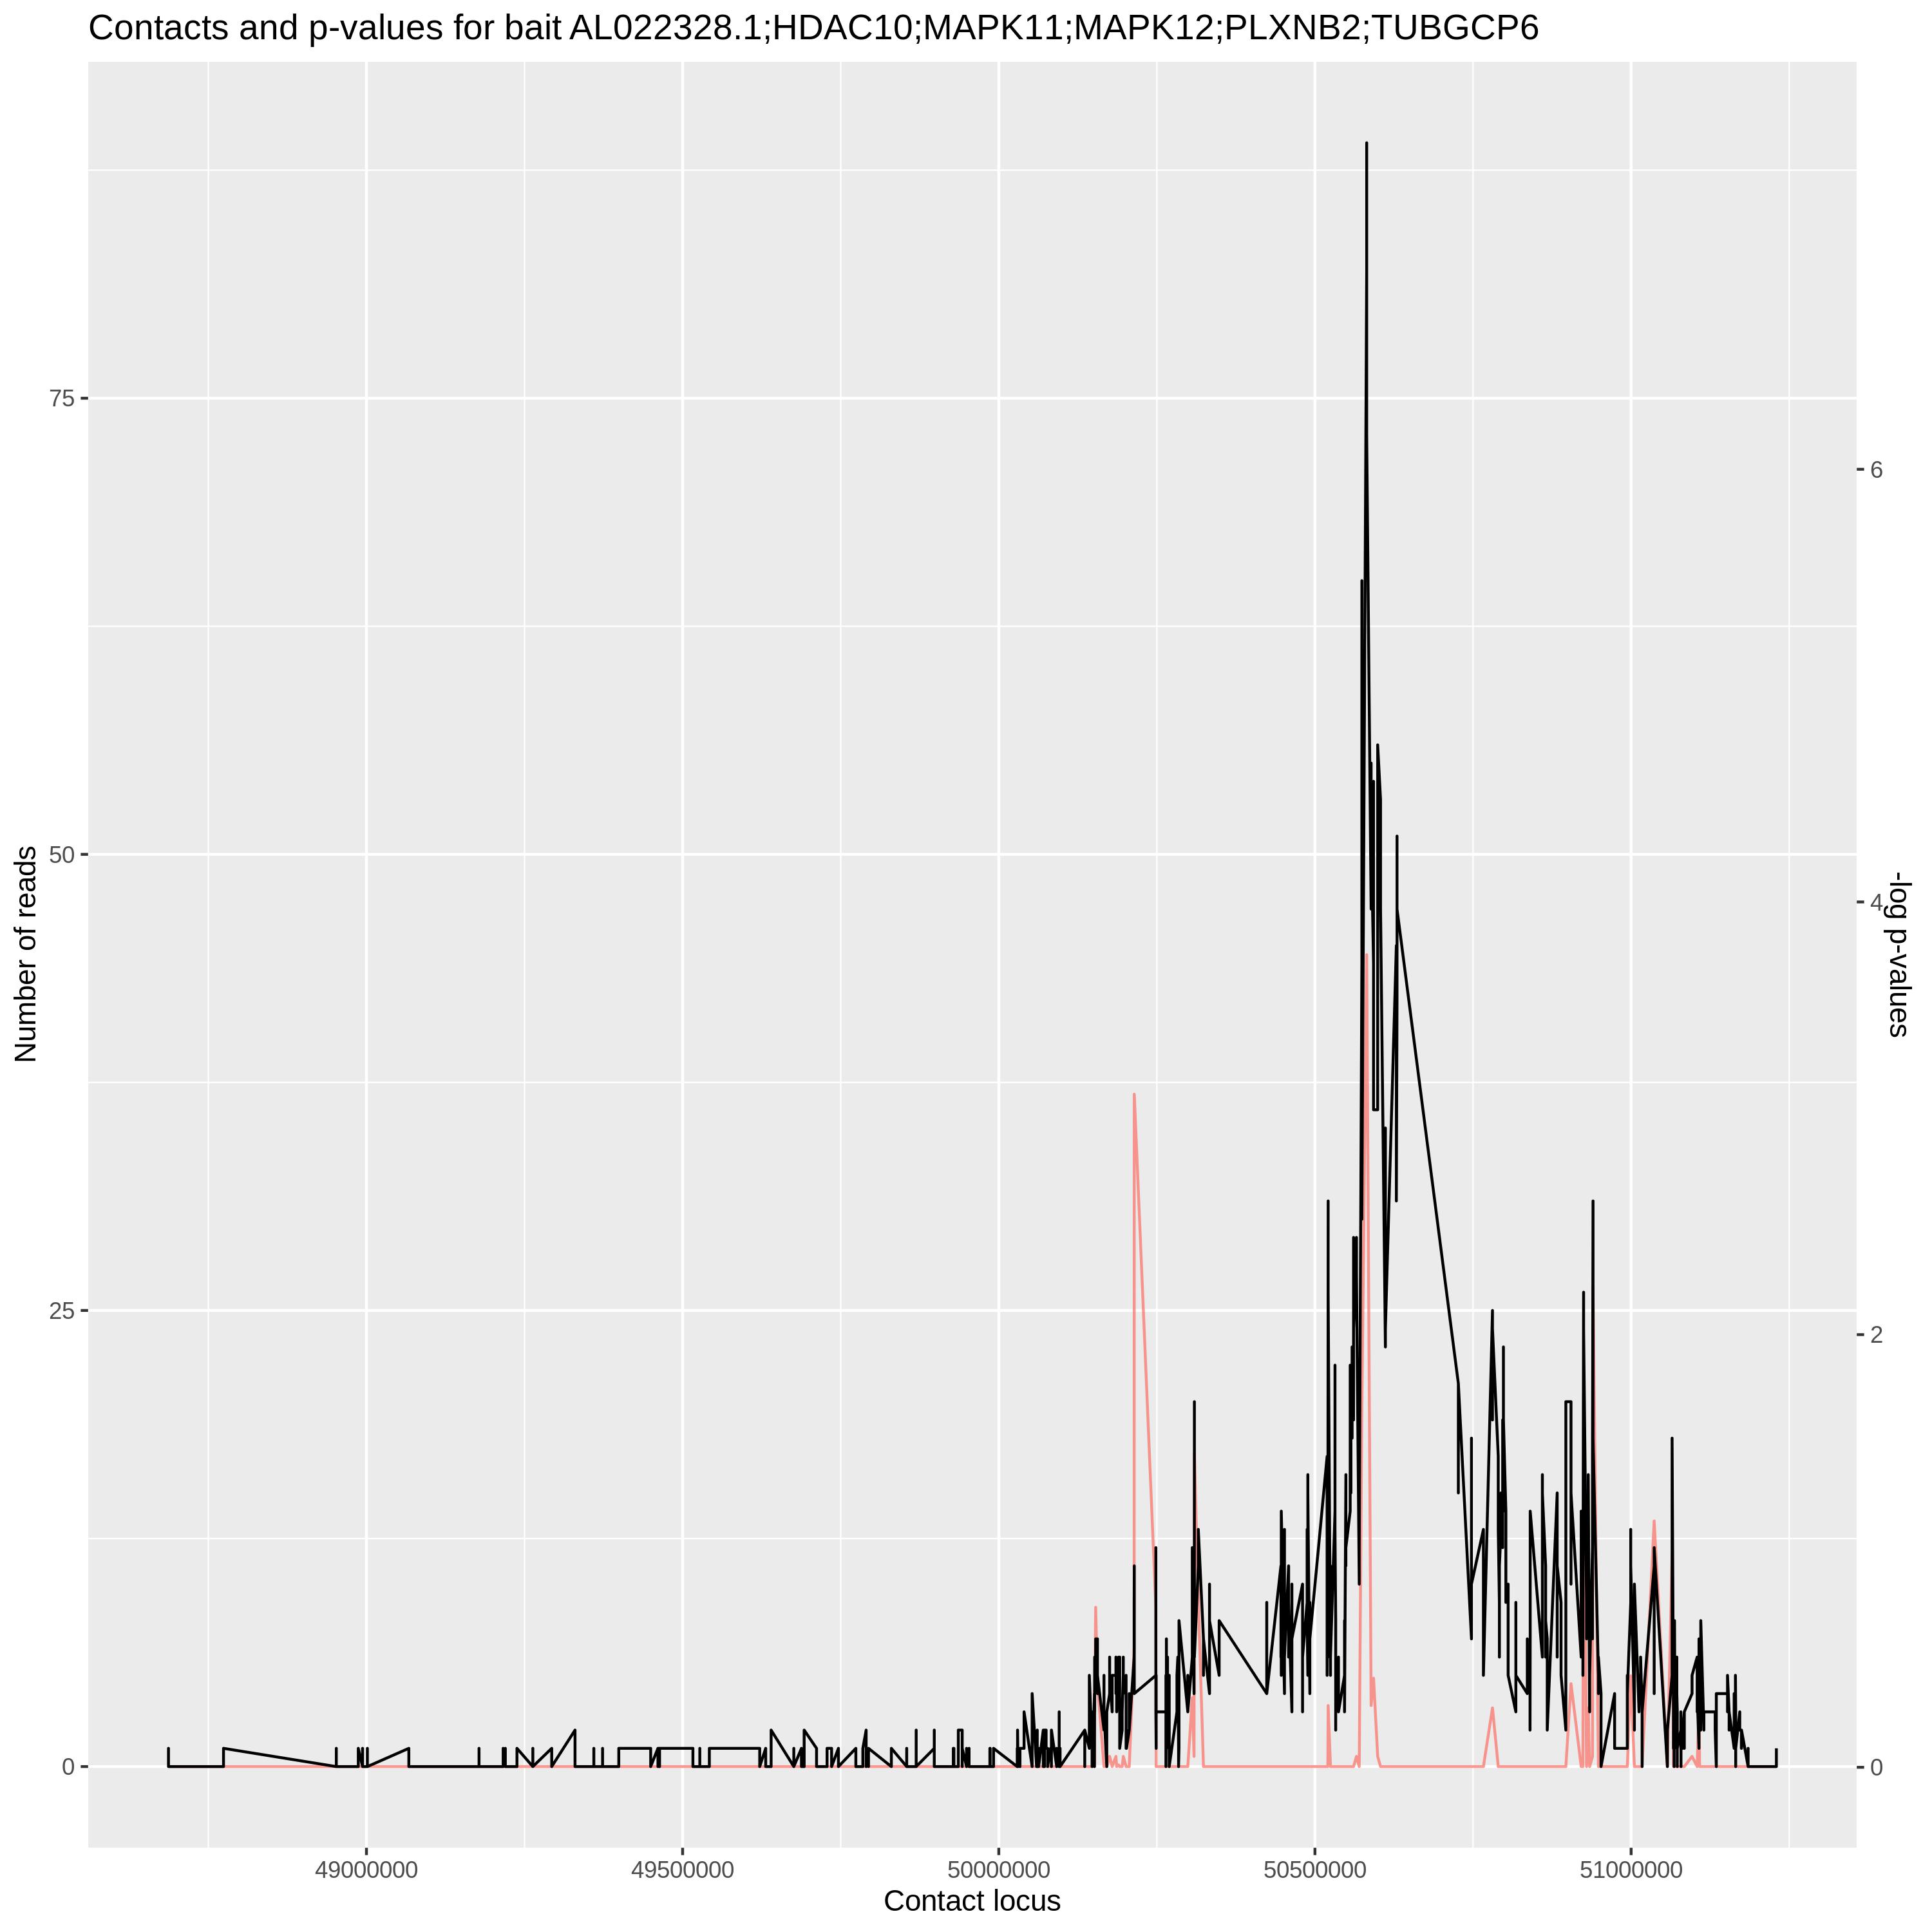 Contacts and p-values for bait AL022328.1;HDAC10;MAPK11;MAPK12;PLXNB2;TUBGCP6
Number of reads
75
50
25
0
6
4
2
0
-log p-values
49000000 49500000 50000000 50500000 51000000
Contact locus